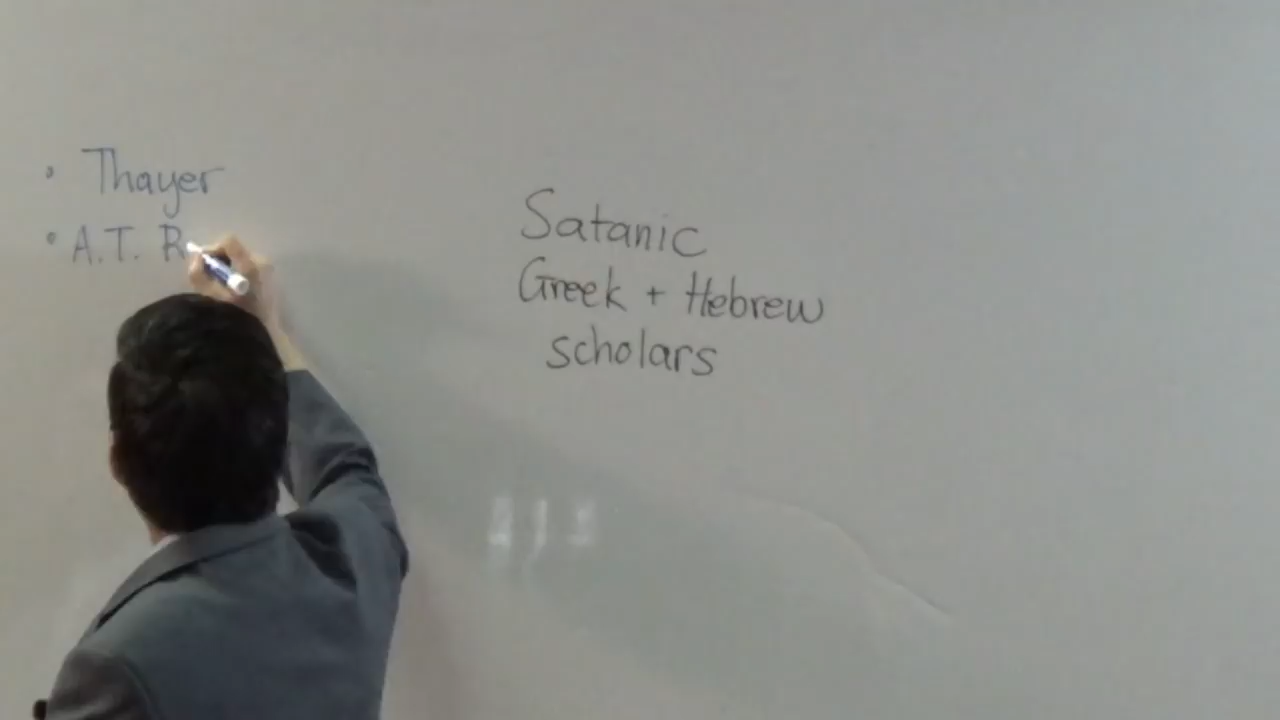 • Thayer
• A.T. R
Satanic
Greek + Hebrew
scholars